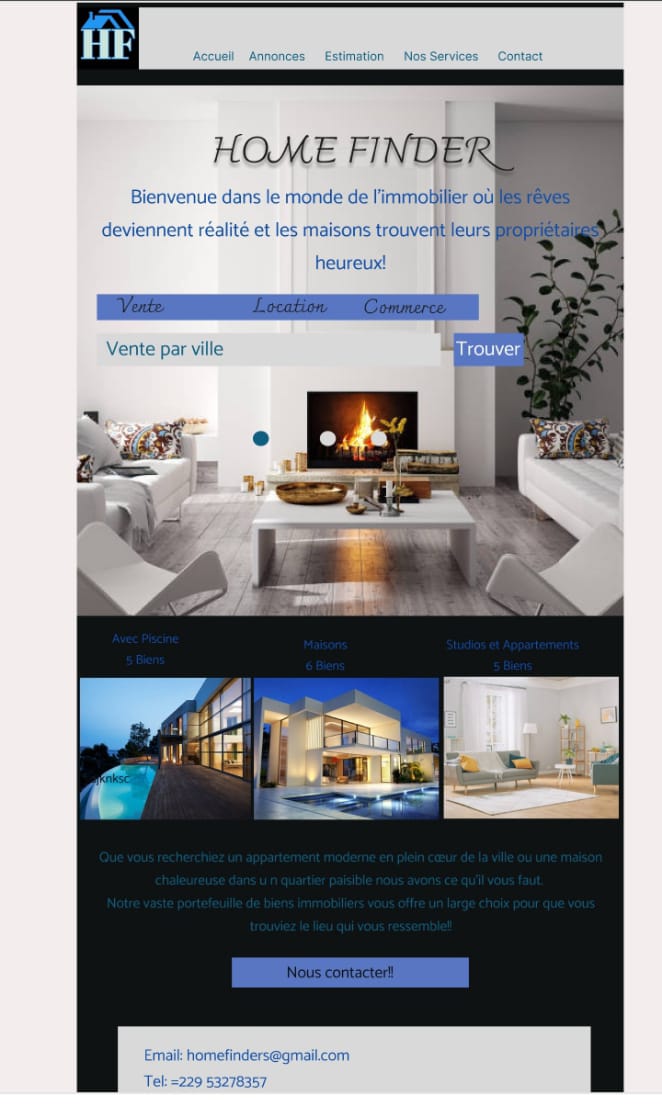 HF
Accueil Annonces Estimation Nos Services Contact
HOME FINDER
Bienvenue dans le monde de l'immobilier où les rêves
deviennent réalité et les maisons trouvent leurs propriétaires
heureux!
Vente Location Commerce
Vente par ville Trouver
Avec Piscine
5 Biens
Maisons
6 Biens
Studios et Appartements
5 Biens
Que vous recherchiez un appartement moderne en plein cœur de la ville ou une maison
chaleureuse dans u n quartier paisible nous avons ce qu'il vous faut.
Notre vaste portefeuille de biens immobiliers vous offre un large choix pour que vous
trouviez le lieu qui vous ressemble!!
Nous contacter!!
Email: homefinders@gmail.com
Tel: =229 53278357